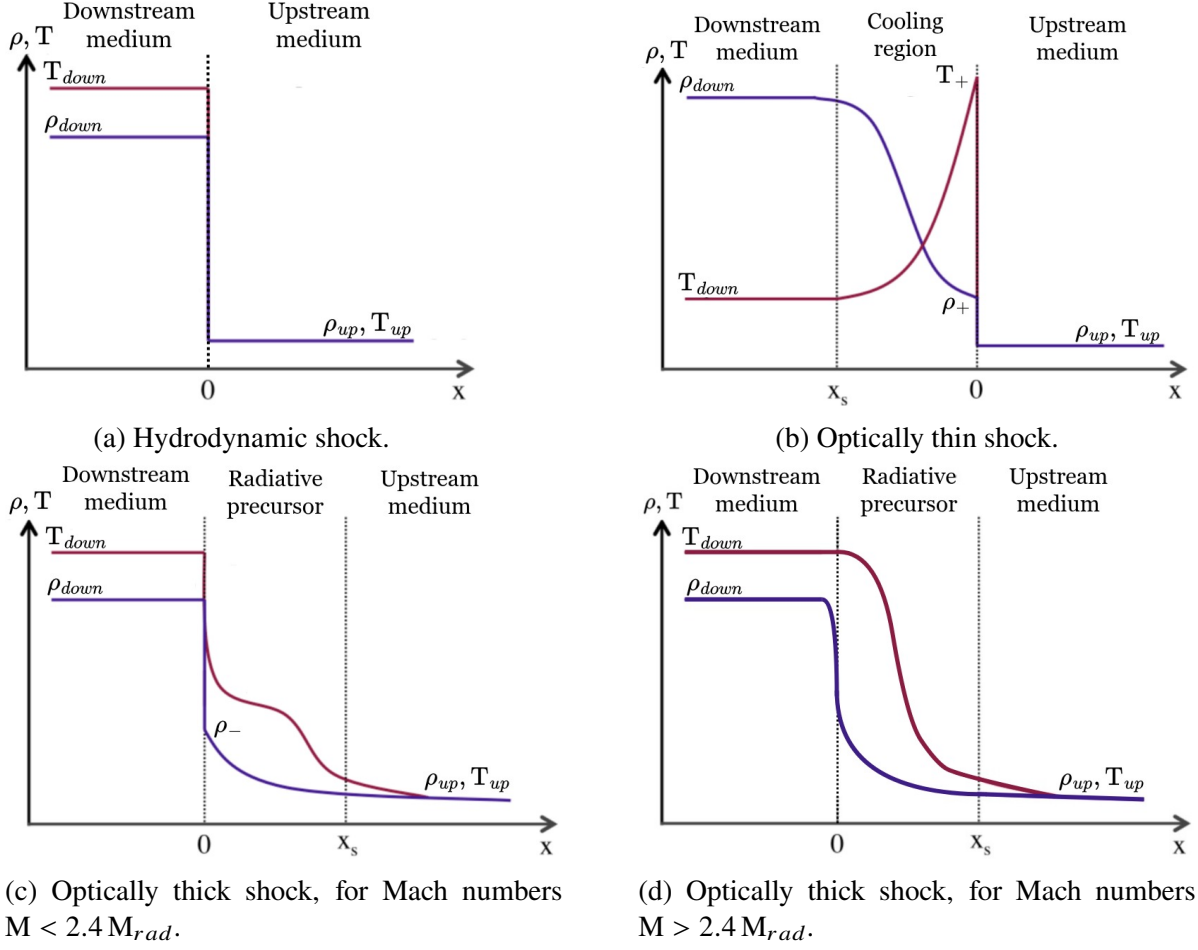 Downstream
medium
Upstream
medium
ρ, T
T_down
ρ_down
ρ_up, T_up
0
x
(a) Hydrodynamic shock.
Downstream
medium
Cooling
region
Upstream
medium
ρ, T
ρ_down
T_+
T_down
ρ_+
ρ_up, T_up
x_s
0
x
(b) Optically thin shock.
Downstream
medium
Radiative
precursor
Upstream
medium
ρ, T
T_down
ρ_down
ρ_−
ρ_up, T_up
0
x_s
x
(c) Optically thick shock, for Mach numbers
M < 2.4 M_rad.
Downstream
medium
Radiative
precursor
Upstream
medium
ρ, T
T_down
ρ_down
ρ_up, T_up
0
x_s
x
(d) Optically thick shock, for Mach numbers
M > 2.4 M_rad.